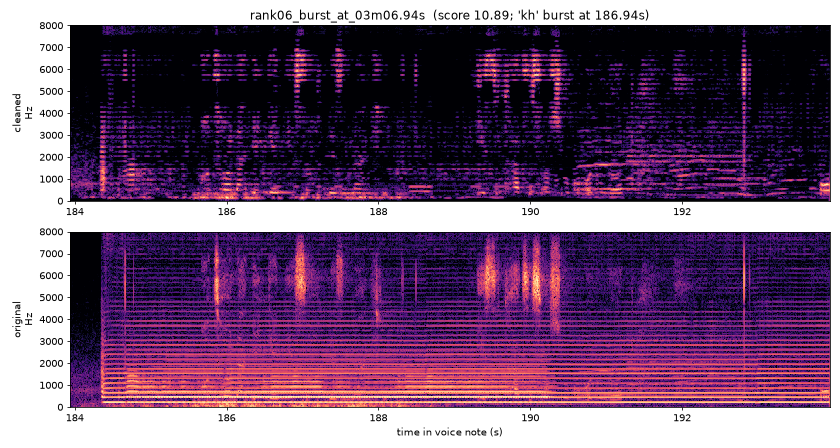 rank06_burst_at_03m06.94s (score 10.89; 'kh' burst at 186.94s)
8000
7000
6000
5000
4000
3000
2000
1000
0
cleaned
Hz
184 186 188 190 192
8000
7000
6000
5000
4000
3000
2000
1000
0
original
Hz
184 186 188 190 192
time in voice note (s)